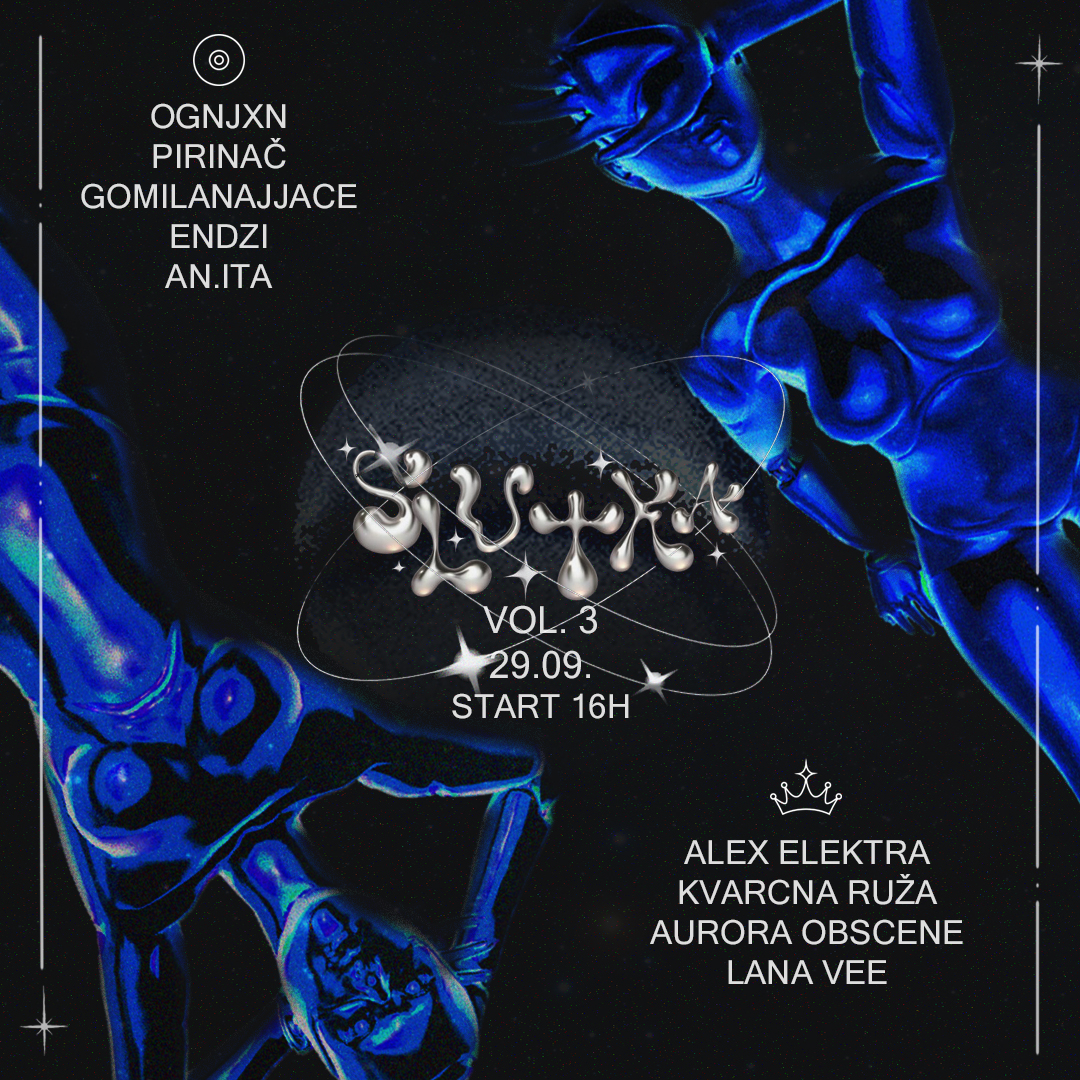 OGNJXN
PIRINAČ
GOMILANAJJACE
ENDZI
AN.ITA
SLUTKA
VOL. 3
29.09.
START 16H
ALEX ELEKTRA
KVARCNA RUŽA
AURORA OBSCENE
LANA VEE